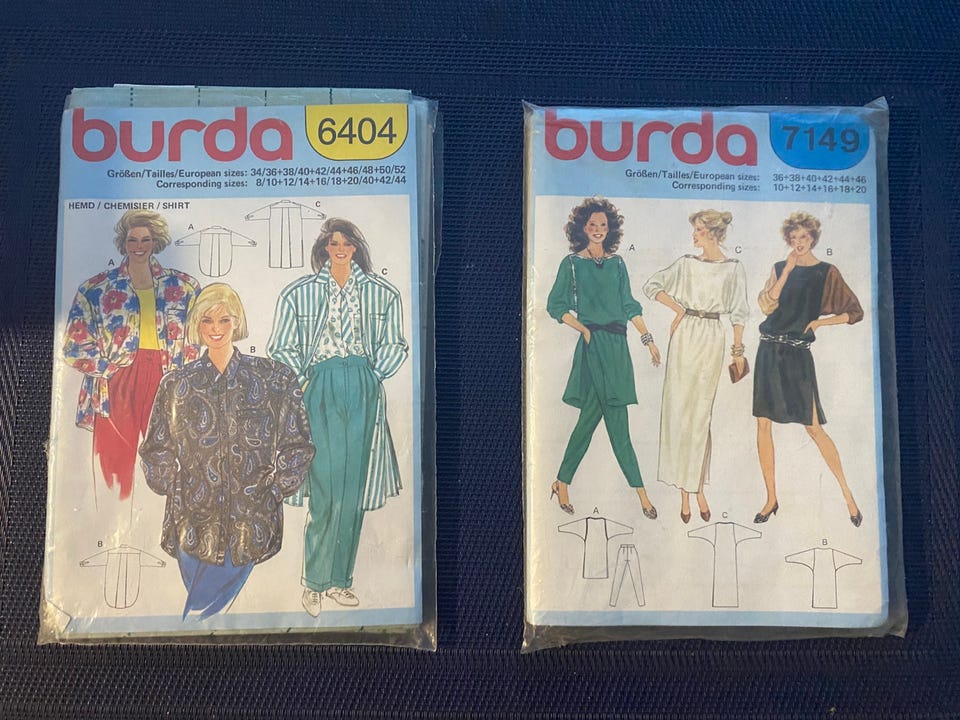 burda 6404
Größen/Tailles/European sizes: 34/36+38/40+42/44+46/48+50/52
Corresponding sizes: 8/10+12/14+16/18+20/40+42/44
HEMD / CHEMISIER / SHIRT
A
C
A
C
B
B
burda 7149
Größen/Tailles/European sizes: 36+38+40+42+44+46
Corresponding sizes: 10+12+14+16+18+20
A
C
B
A
C
B